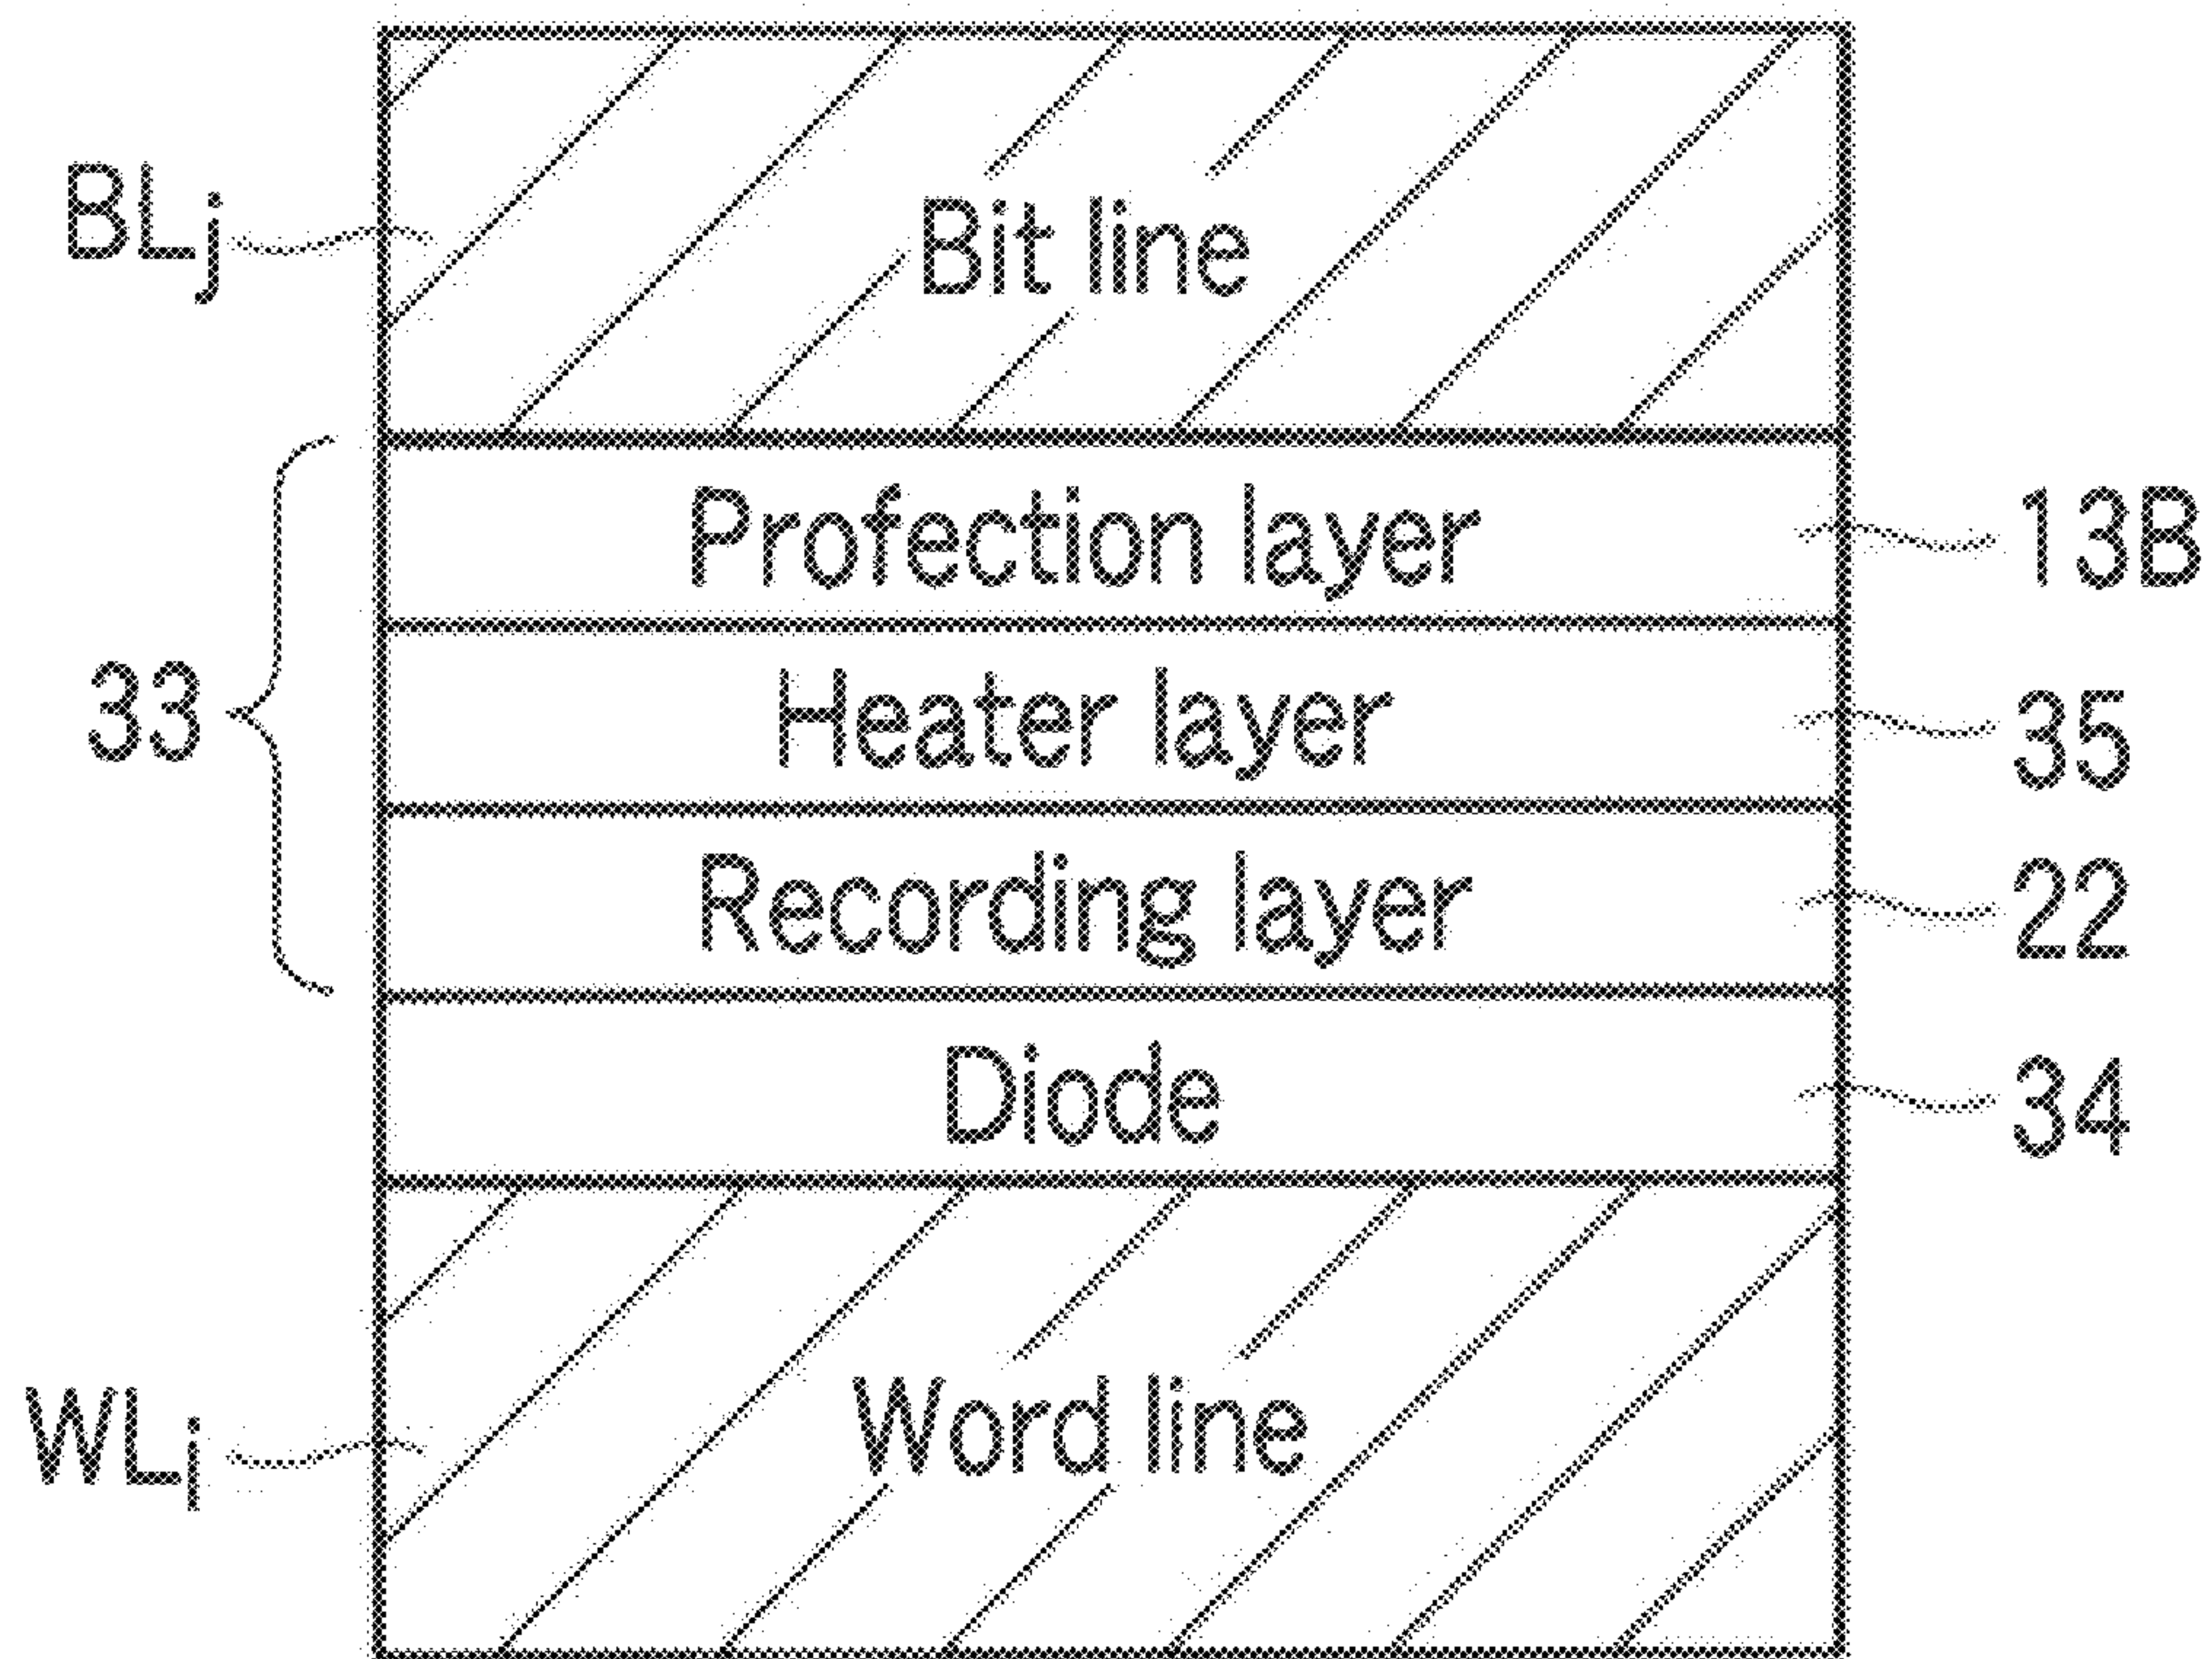 BLj
Bit line
Profection layer
13B
33
Heater layer
35
Recording layer
22
Diode
34
WLi
Word line